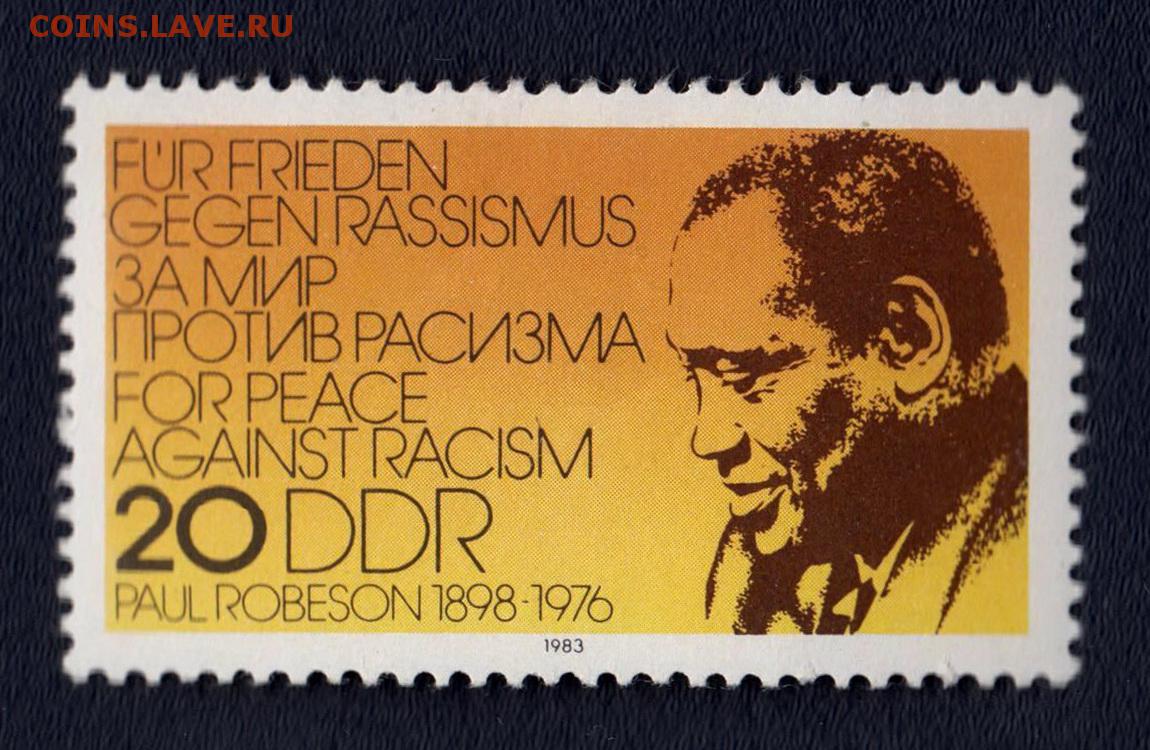 COINS.LAVE.RU
FÜR FRIEDEN
GEGEN RASSISMUS
ЗА МИР
ПРОТИВ РАСИЗМА
FOR PEACE
AGAINST RACISM
20 DDR
PAUL ROBESON 1898-1976
1983